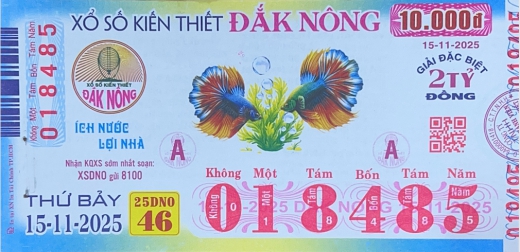 XỔ SỐ KIẾN THIẾT ĐẮK NÔNG
10.000đ
15-11-2025
GIẢI ĐẶC BIỆT
2TỶ
ĐỒNG
018485
Không Một Tám Bốn Tám Năm
XỔ SỐ KIẾN THIẾT
ĐẮK NÔNG
ÍCH NƯỚC
LỢI NHÀ
Nhận KQXS sớm nhất soạn:
XSDNO gửi 8100
A
A
THỨ BẢY
15-11-2025
25DNO
46
Không Một Tám Bốn Tám Năm
018485